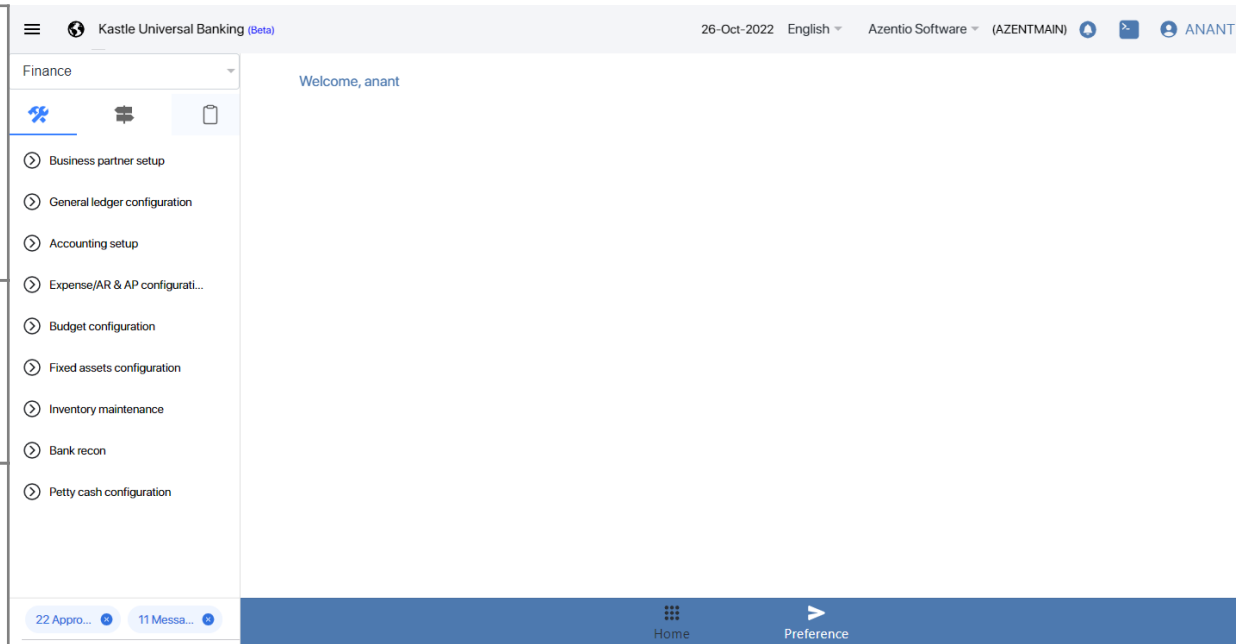 Kastle Universal Banking (Beta)
26-Oct-2022 English Azentio Software (AZENTMAIN) ANANT
Finance
Welcome, anant
Business partner setup
General ledger configuration
Accounting setup
Expense/AR & AP configurati...
Budget configuration
Fixed assets configuration
Inventory maintenance
Bank recon
Petty cash configuration
22 Appro... 11 Messa...
Home Preference